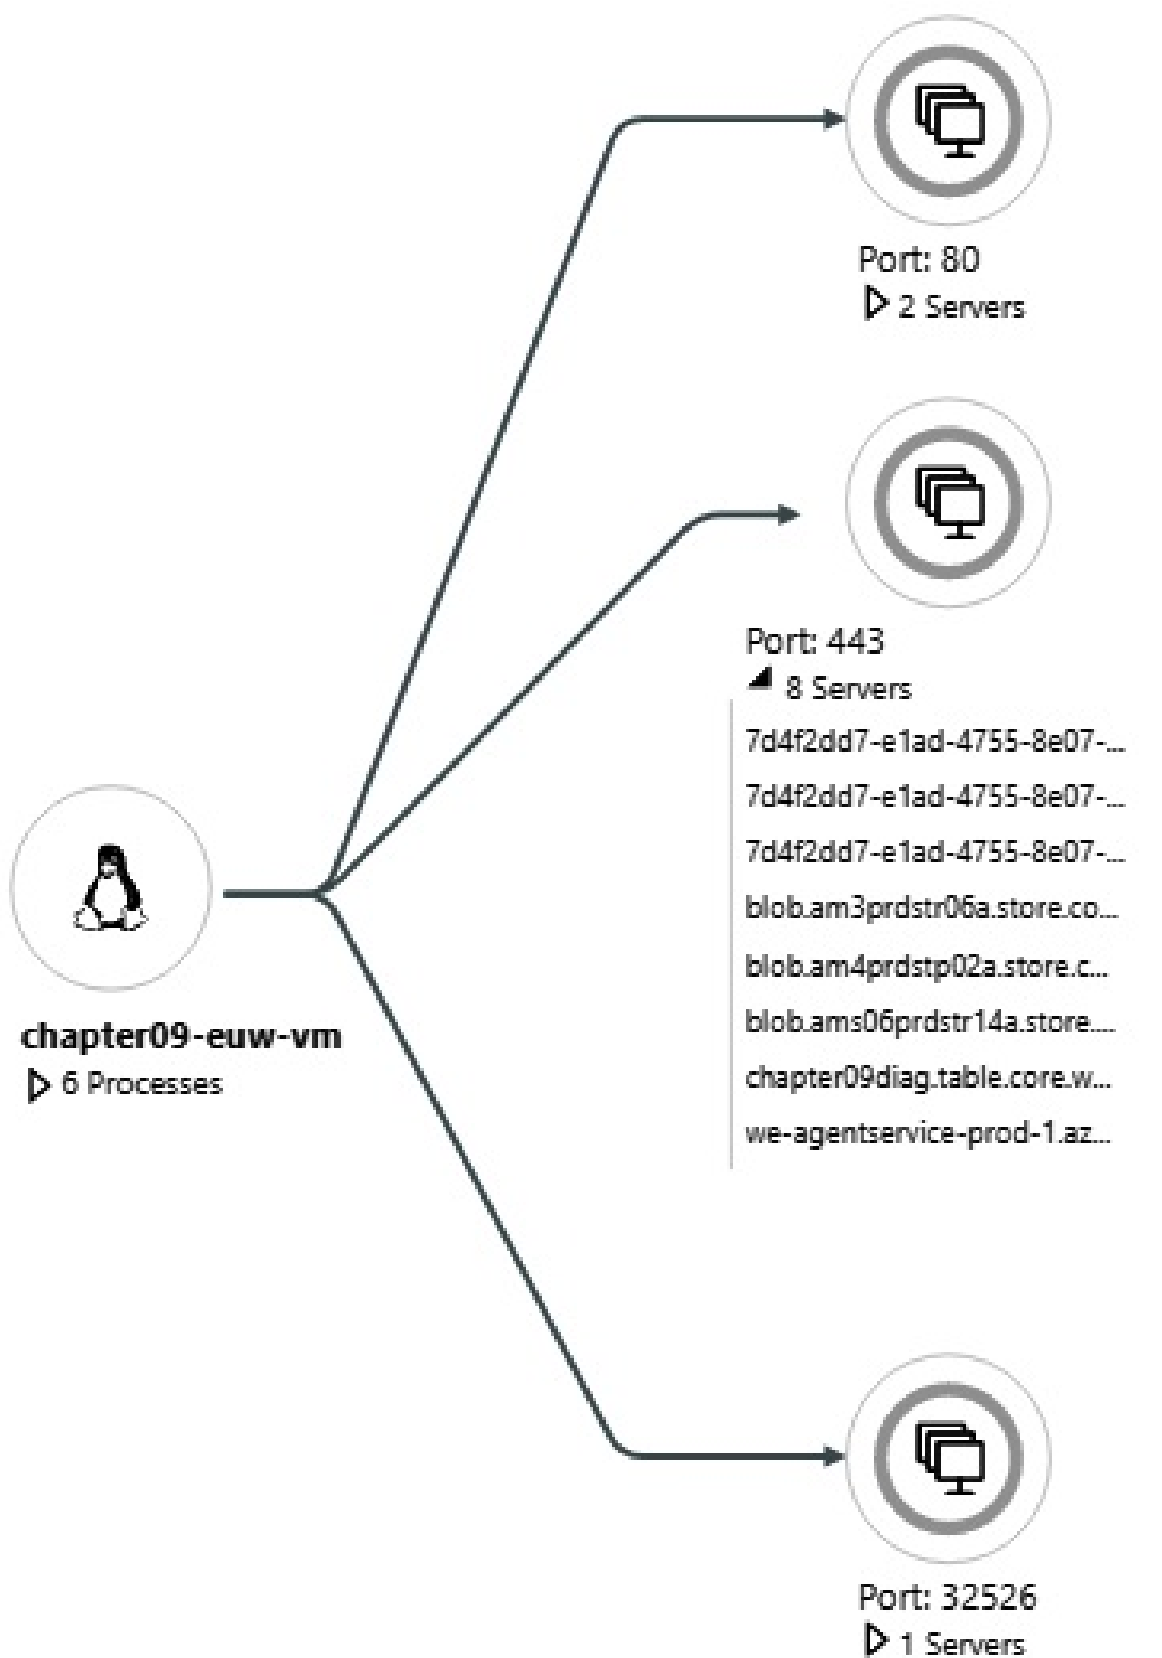 Port: 80
2 Servers
Port: 443
8 Servers
7d4f2dd7-e1ad-4755-8e07-...
7d4f2dd7-e1ad-4755-8e07-...
7d4f2dd7-e1ad-4755-8e07-...
blob.am3prdstr06a.store.co...
blob.am4prdstp02a.store.c...
blob.ams06prdstr14a.store....
chapter09diag.table.core.w...
we-agentservice-prod-1.az...
chapter09-euw-vm
6 Processes
Port: 32526
1 Servers